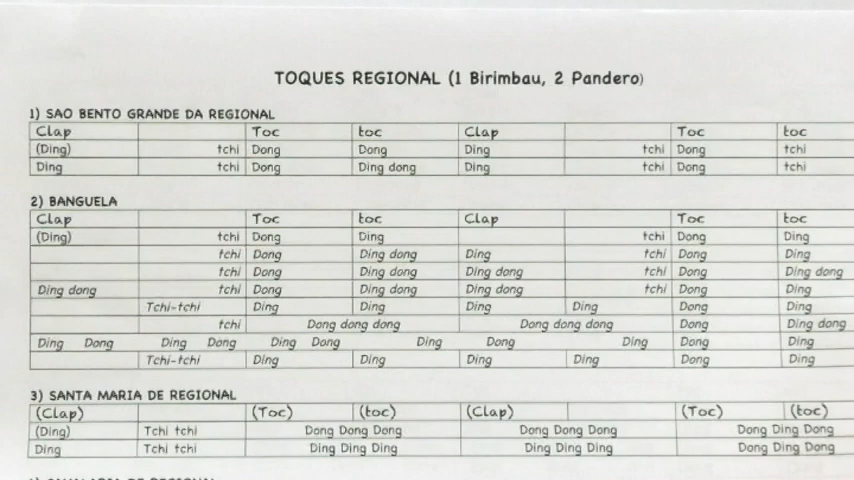 TOQUES REGIONAL (1 Birimbau, 2 Pandero)
1) SAO BENTO GRANDE DA REGIONAL
Clap Toc toc Clap Toc toc
(Ding) tchi Dong Dong Ding tchi Dong tchi
Ding tchi Dong Ding dong Ding tchi Dong tchi
2) BANGUELA
Clap Toc toc Clap Toc toc
(Ding) tchi Dong Ding tchi Dong Ding
tchi Dong Ding dong Ding tchi Dong Ding
tchi Dong Ding dong Ding dong tchi Dong Ding dong
Ding dong tchi Dong Ding dong Ding dong tchi Dong Ding
Tchi-tchi Ding Ding Ding Ding Dong Ding
tchi Dong dong dong Dong dong dong Dong Ding dong
Ding Dong Ding Dong Ding Dong Ding Dong Ding Dong Ding
Tchi-tchi Ding Ding Ding Ding Dong Ding
3) SANTA MARIA DE REGIONAL
(Clap) (Toc) (toc) (Clap) (Toc) (toc)
(Ding) Tchi tchi Dong Dong Dong Dong Dong Dong Dong Ding Dong
Ding Tchi tchi Ding Ding Ding Ding Ding Ding Dong Ding Dong